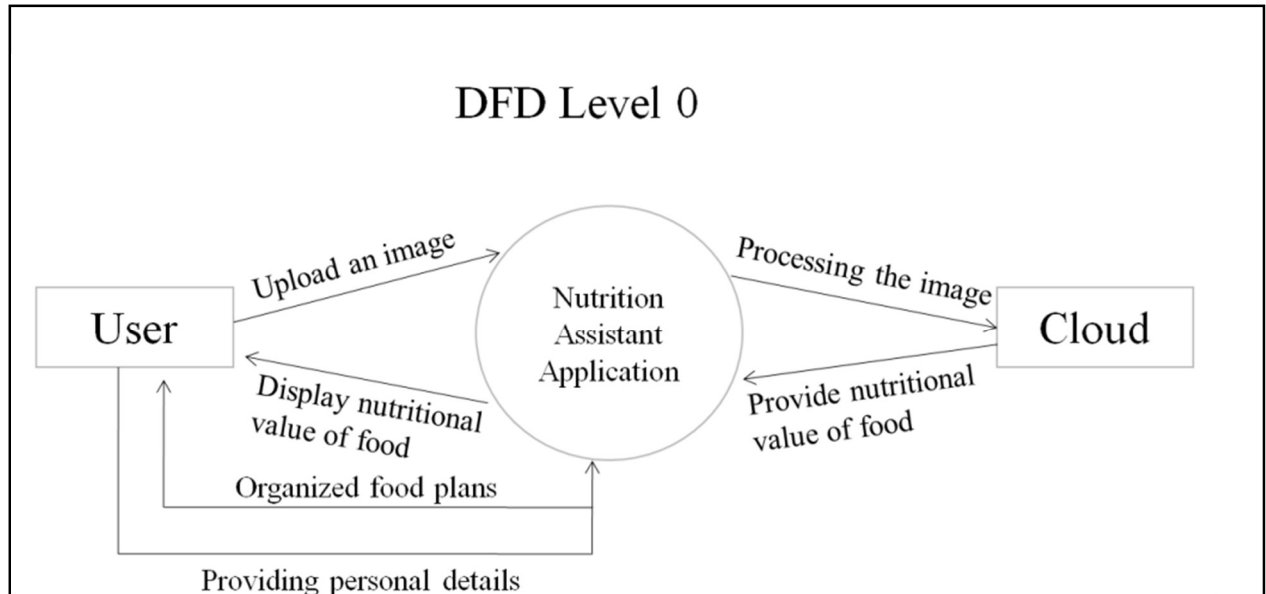 DFD Level 0
Upload an image
Processing the image
User
Nutrition
Assistant
Application
Cloud
Display nutritional
value of food
Provide nutritional
value of food
Organized food plans
Providing personal details